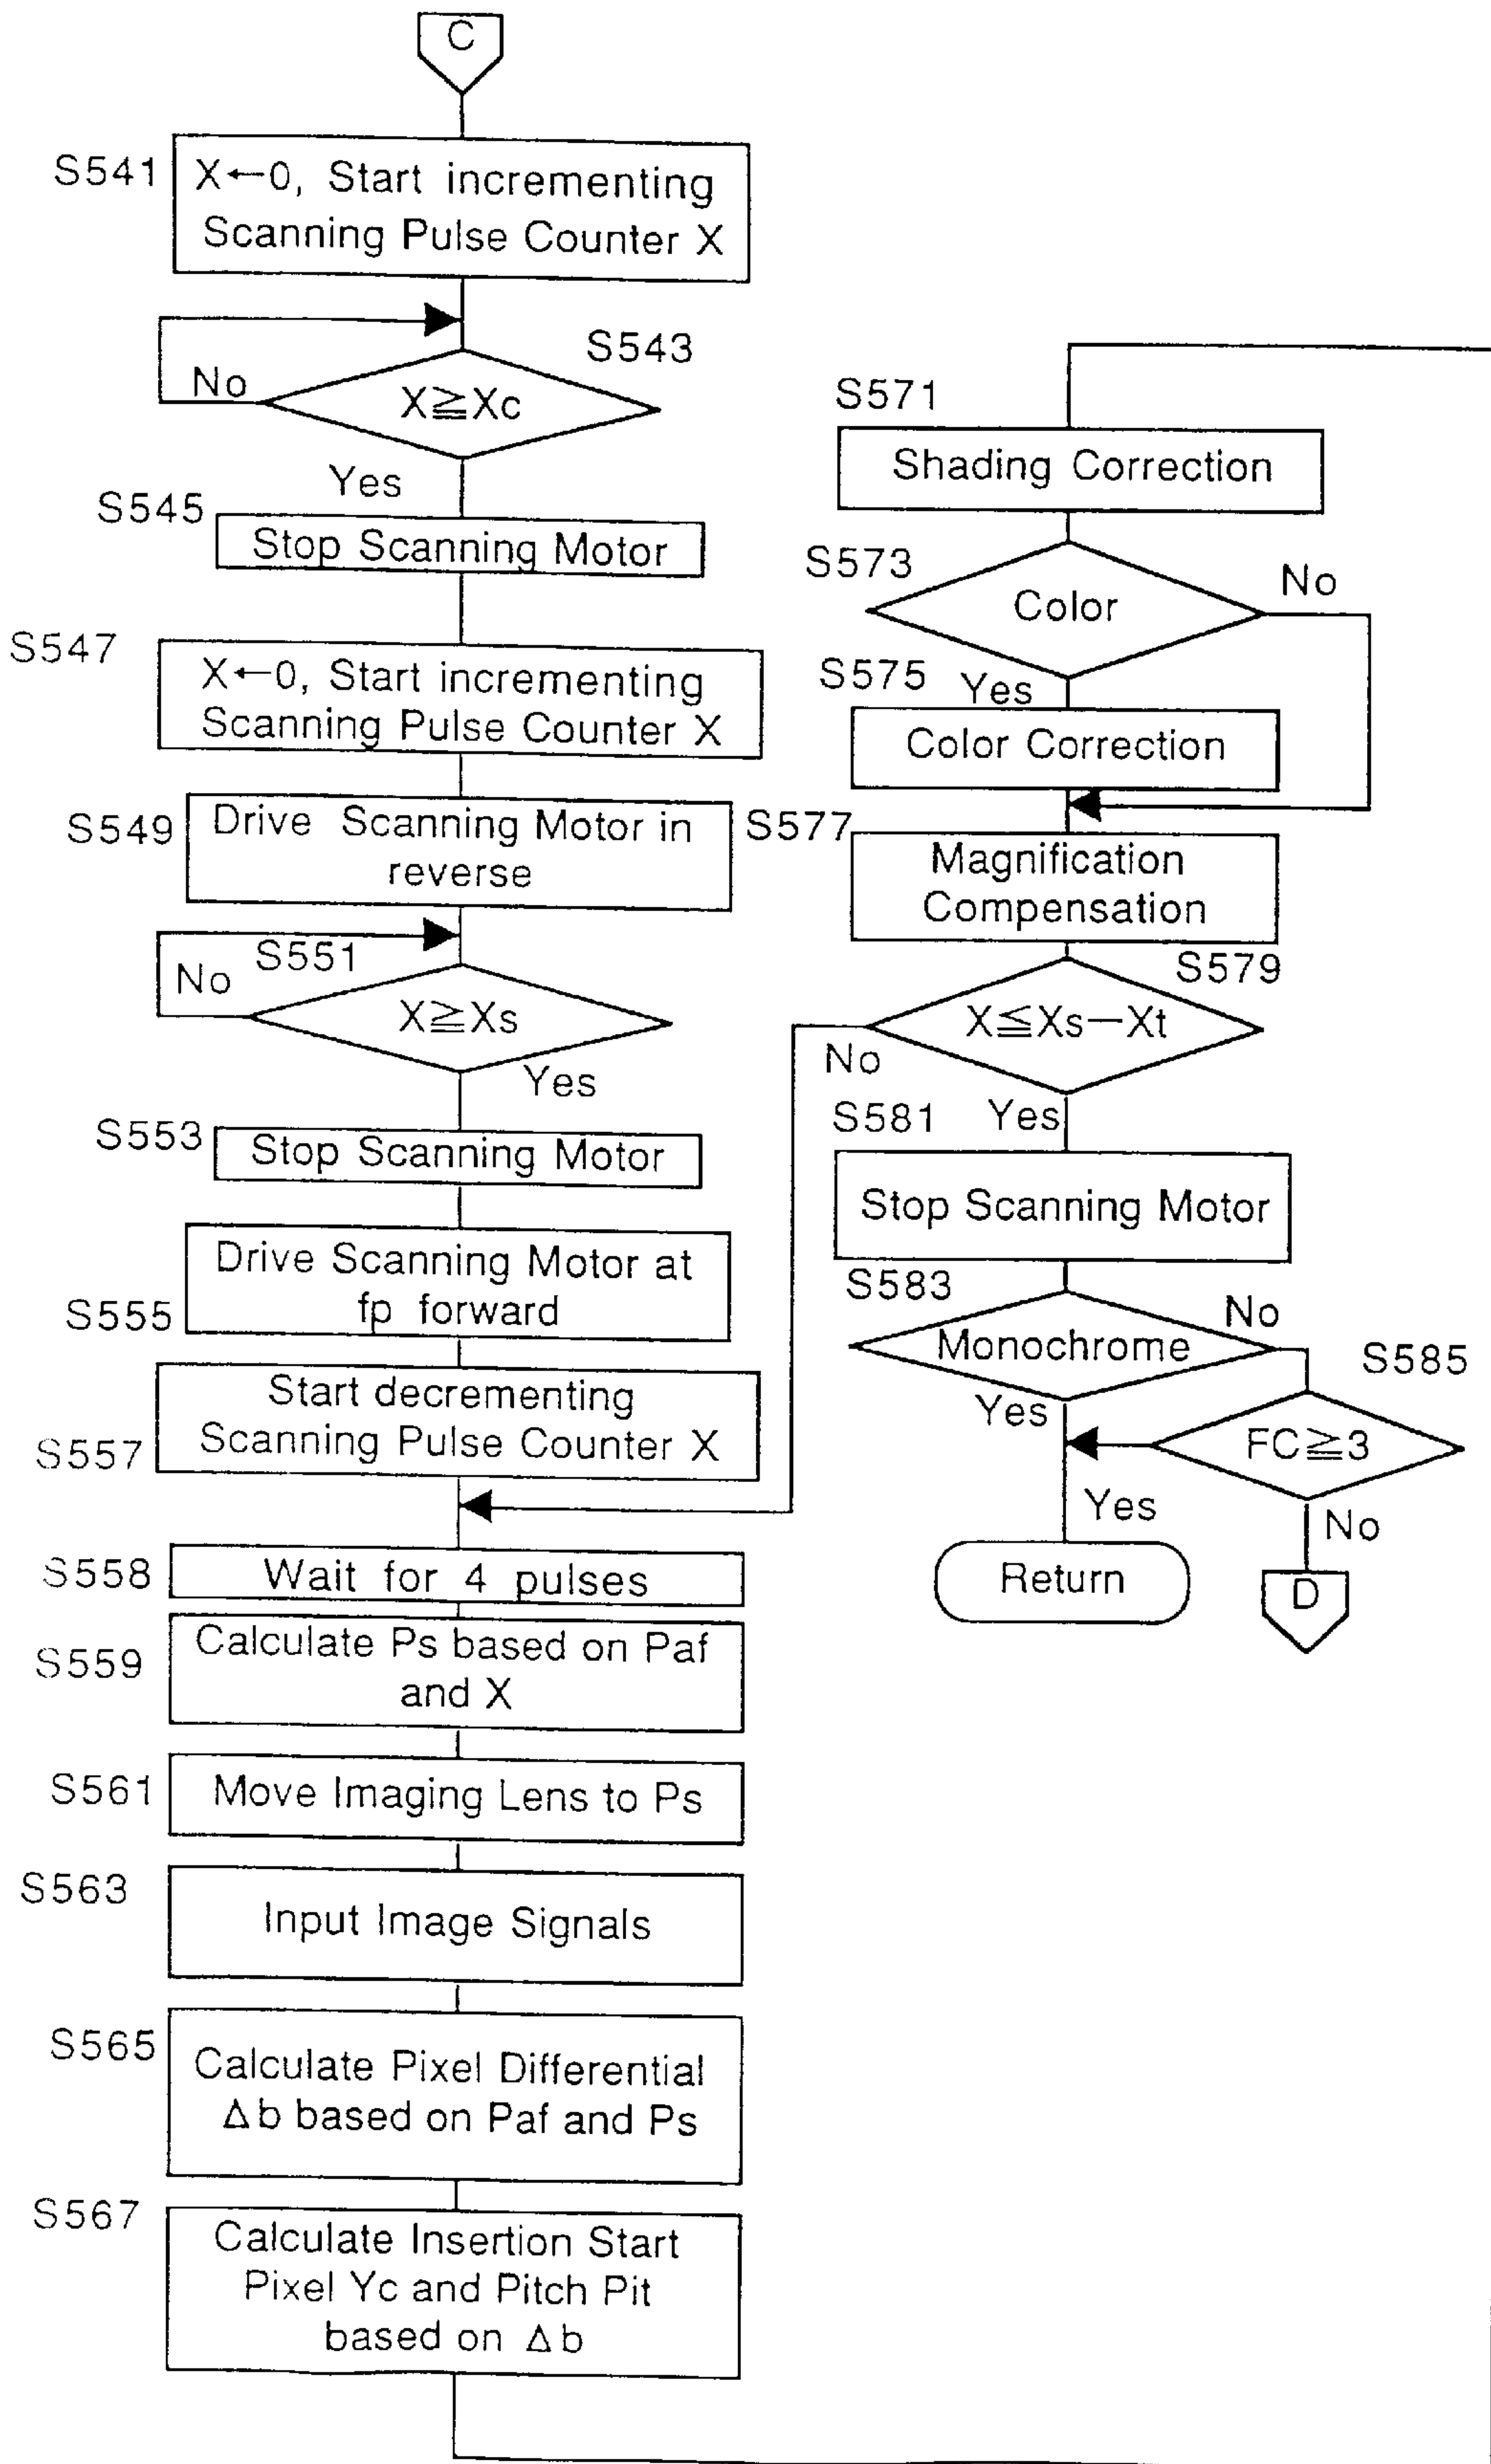 C
S541
X←0, Start incrementing
Scanning Pulse Counter X
S543
No
X≧Xc
Yes
S545
Stop Scanning Motor
S547
X←0, Start incrementing
Scanning Pulse Counter X
S549
Drive Scanning Motor in
reverse
S551
No
X≧Xs
Yes
S553
Stop Scanning Motor
Drive Scanning Motor at
fp forward
S555
Start decrementing
Scanning Pulse Counter X
S557
S558
Wait for 4 pulses
S559
Calculate Ps based on Paf
and X
S561
Move Imaging Lens to Ps
S563
Input Image Signals
S565
Calculate Pixel Differential
Δb based on Paf and Ps
S567
Calculate Insertion Start
Pixel Yc and Pitch Pit
based on Δb
S571
Shading Correction
S573
Color
No
S575
Yes
Color Correction
S577
Magnification
Compensation
S579
X≦Xs−Xt
No
S581
Yes
Stop Scanning Motor
S583
Monochrome
No
S585
Yes
FC≧3
Yes
No
Return
D